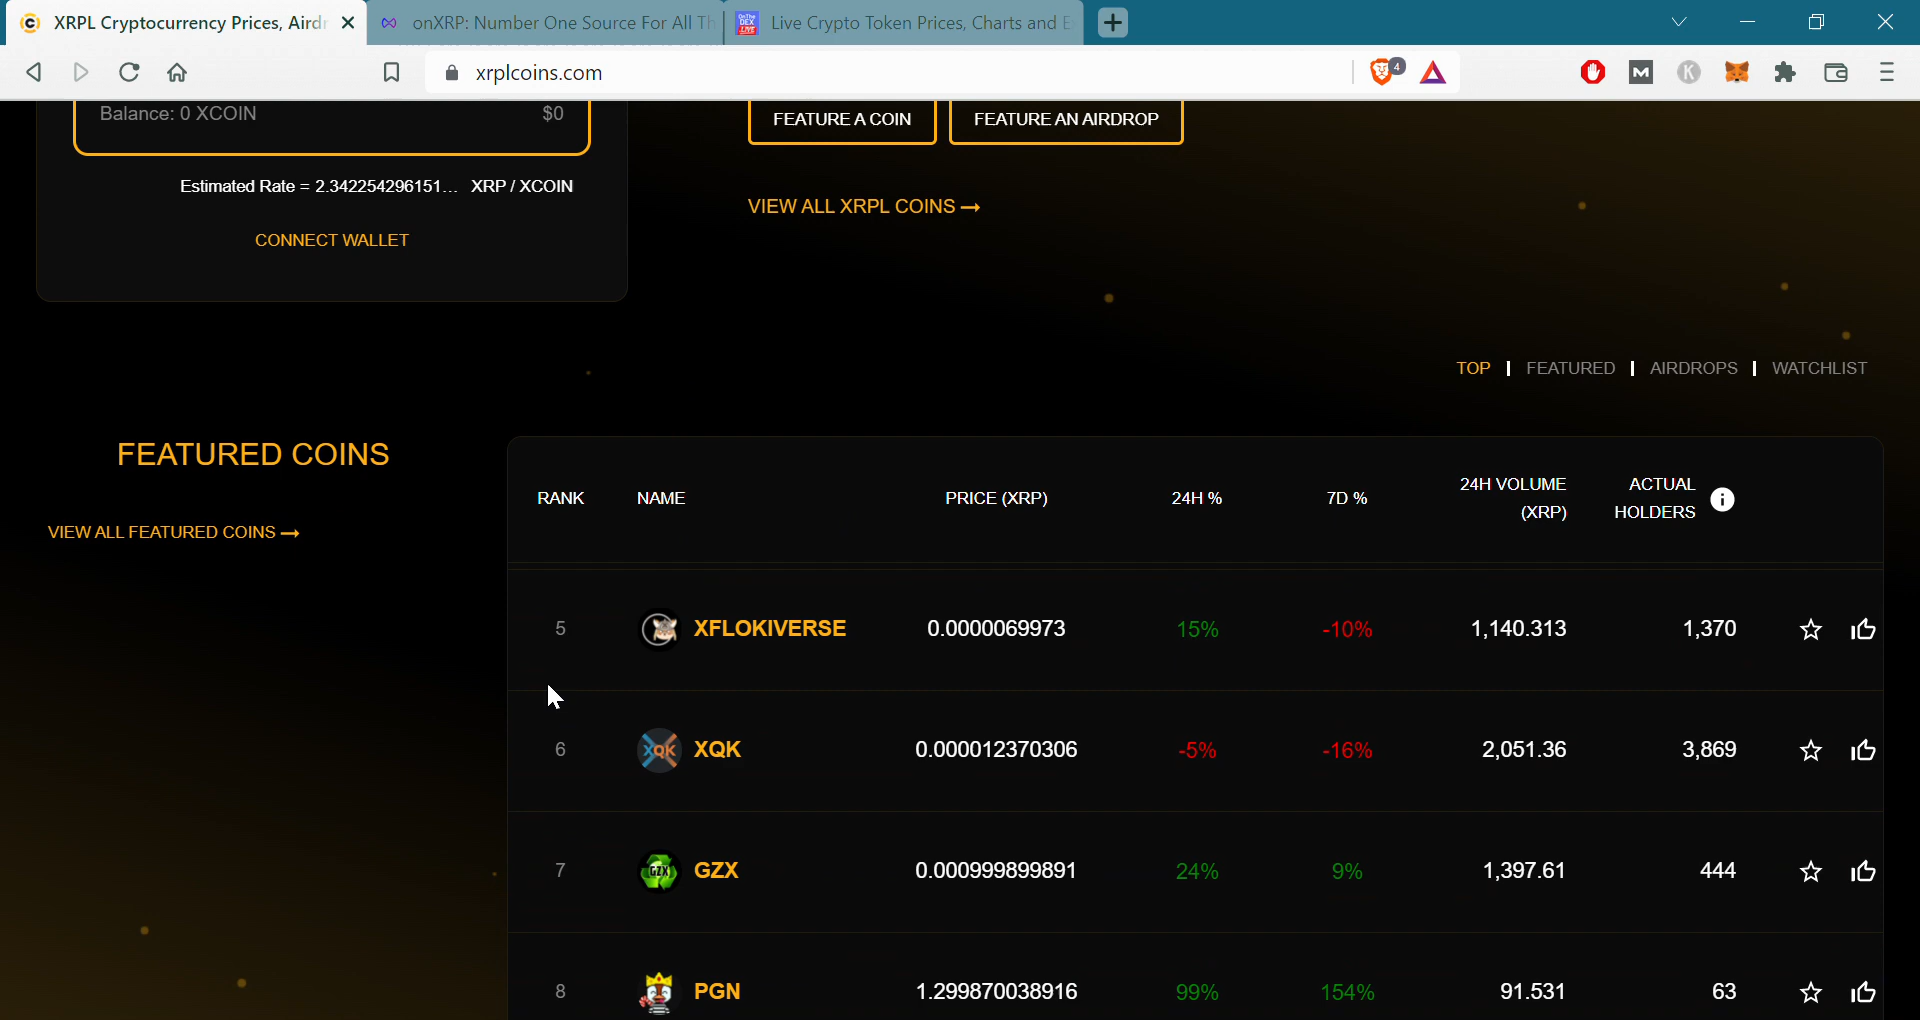 XRPL Cryptocurrency Prices, Aird
onXRP: Number One Source For All Th
Live Crypto Token Prices, Charts and E
xrplcoins.com
4
Balance: 0 XCOIN $0
Estimated Rate = 2.342254296151... XRP / XCOIN
CONNECT WALLET
FEATURE A COIN FEATURE AN AIRDROP
VIEW ALL XRPL COINS →
TOP | FEATURED | AIRDROPS | WATCHLIST
FEATURED COINS
VIEW ALL FEATURED COINS →
RANK NAME PRICE (XRP) 24H % 7D % 24H VOLUME (XRP) ACTUAL HOLDERS
5 XFLOKIVERSE 0.0000069973 15% -10% 1,140.313 1,370
6 XQK XQK 0.000012370306 -5% -16% 2,051.36 3,869
7 GZX GZX 0.000999899891 24% 9% 1,397.61 444
8 PGN 1.299870038916 99% 154% 91.531 63